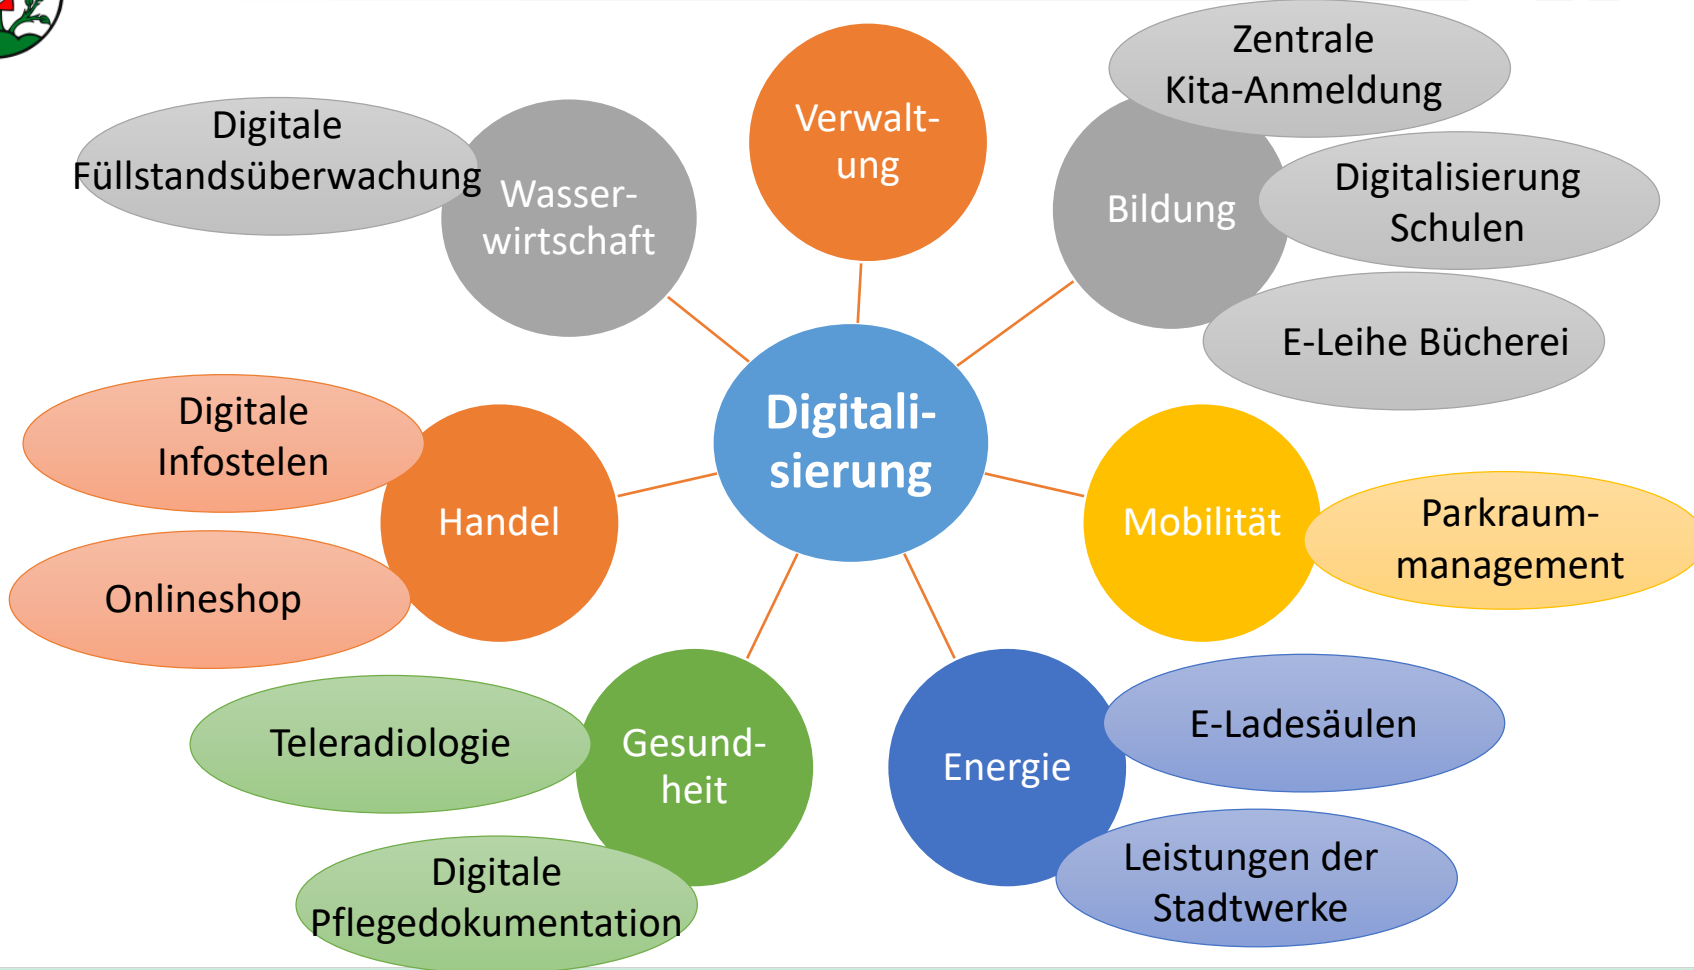 Zentrale
Kita-Anmeldung
Verwalt-
ung
Digitale
Füllstandsüberwachung
Wasser-
wirtschaft
Bildung
Digitalisierung
Schulen
E-Leihe Bücherei
Digitali-
sierung
Digitale
Infostelen
Handel
Onlineshop
Mobilität
Parkraum-
management
Teleradiologie
Gesund-
heit
Digitale
Pflegedokumentation
Energie
E-Ladesäulen
Leistungen der
Stadtwerke